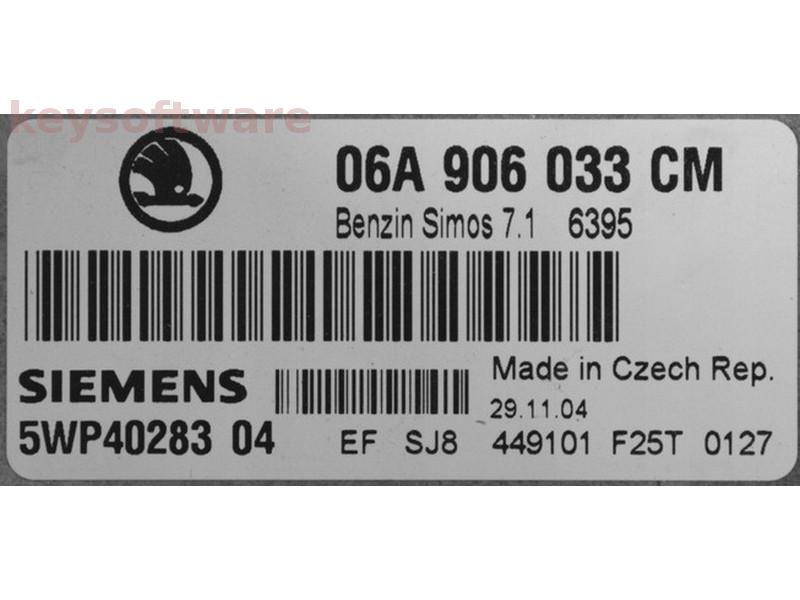 keysoftware
06A 906 033 CM
Benzin Simos 7.1 6395
SIEMENS
Made in Czech Rep.
29.11.04
5WP40283 04
EF SJ8 449101 F25T 0127